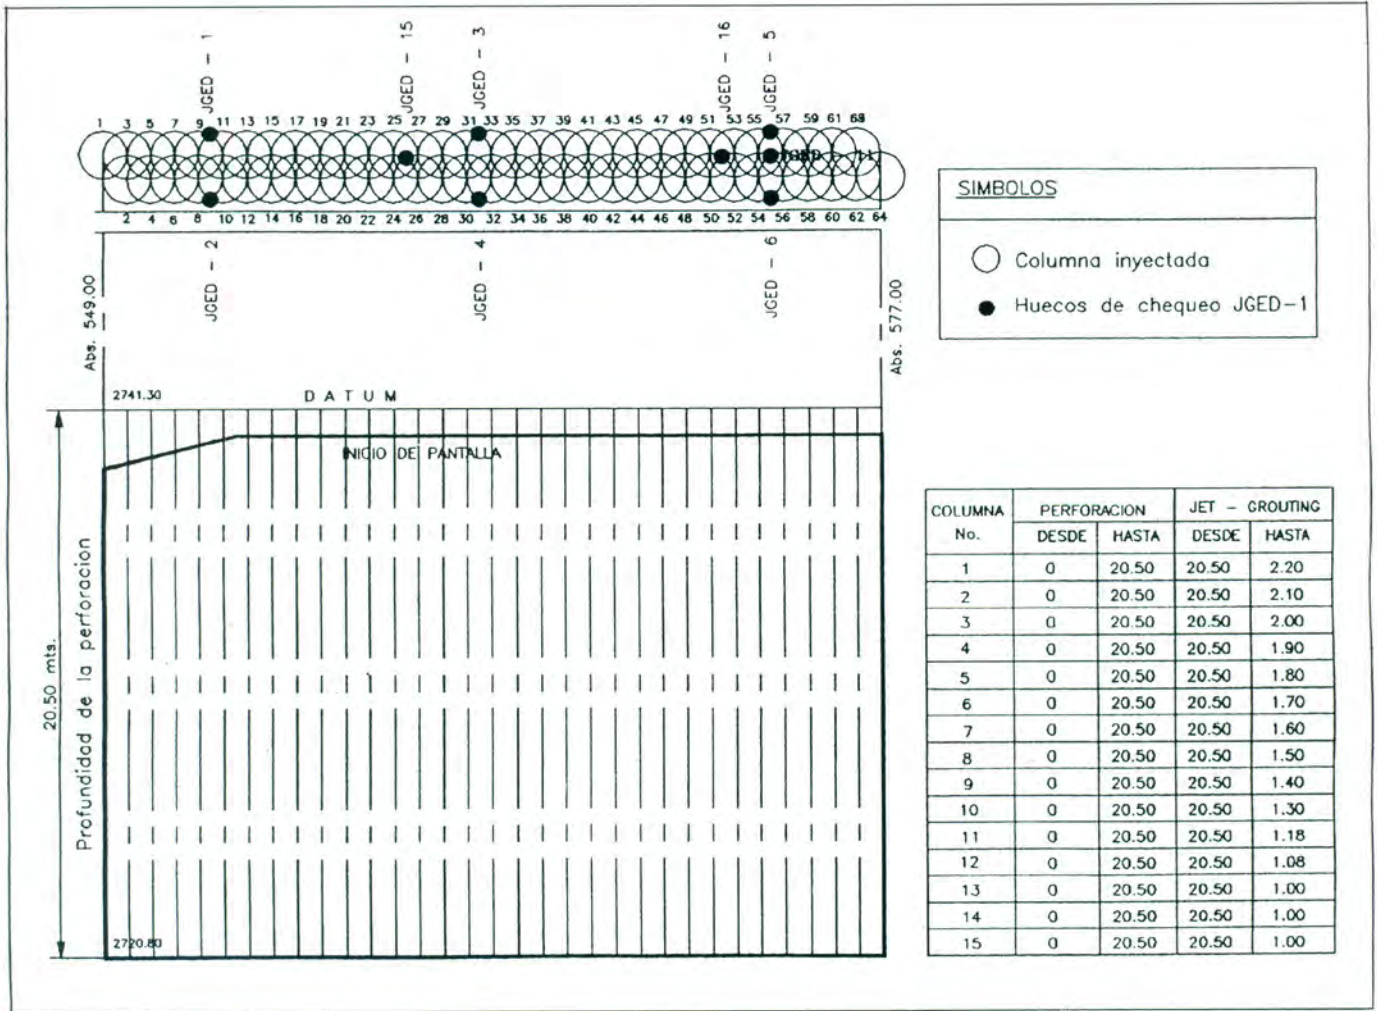 JGED - 1
JGED - 15
JGED - 3
JGED - 16
JGED - 5
1 3 5 7 9 11 13 15 17 19 21 23 25 27 29 31 33 35 37 39 41 43 45 47 49 51 53 55 57 59 61
11
2 4 6 8 10 12 14 16 18 20 22 24 26 28 30 32 34 36 38 40 42 44 46 48 50 52 54 56 58 60 62 64
JGED - 2
JGED - 4
JGED - 6
Abs. 549.00
Abs. 577.00
SIMBOLOS
Columna inyectada
Huecos de chequeo JGED-1
2741.30
DATUM
INICIO DE PANTALLA
20.50 mts.
Profundidad de la perforacion
2720.80
COLUMNA No. PERFORACION JET - GROUTING
DESDE HASTA DESDE HASTA
1 0 20.50 20.50 2.20
2 0 20.50 20.50 2.10
3 0 20.50 20.50 2.00
4 0 20.50 20.50 1.90
5 0 20.50 20.50 1.80
6 0 20.50 20.50 1.70
7 0 20.50 20.50 1.60
8 0 20.50 20.50 1.50
9 0 20.50 20.50 1.40
10 0 20.50 20.50 1.30
11 0 20.50 20.50 1.18
12 0 20.50 20.50 1.08
13 0 20.50 20.50 1.00
14 0 20.50 20.50 1.00
15 0 20.50 20.50 1.00